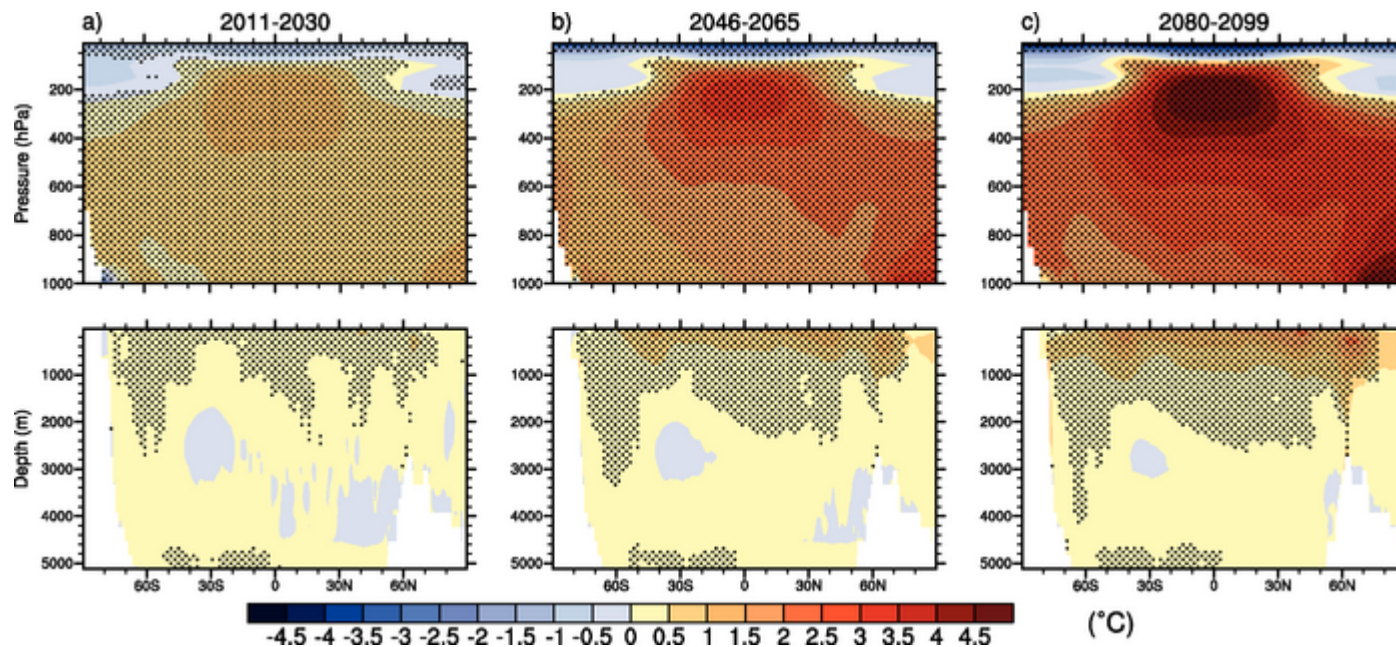 a) 2011-2030 b) 2046-2065 c) 2080-2099
Pressure (hPa)
200 200 200
400 400 400
600 600 600
800 800 800
1000 1000 1000
Depth (m)
1000 1000 1000
2000 2000 2000
3000 3000 3000
4000 4000 4000
5000 5000 5000
60S 30S 0 30N 60N 60S 30S 0 30N 60N 60S 30S 0 30N 60N
-4.5 -4 -3.5 -3 -2.5 -2 -1.5 -1 -0.5 0 0.5 1 1.5 2 2.5 3 3.5 4 4.5 (°C)